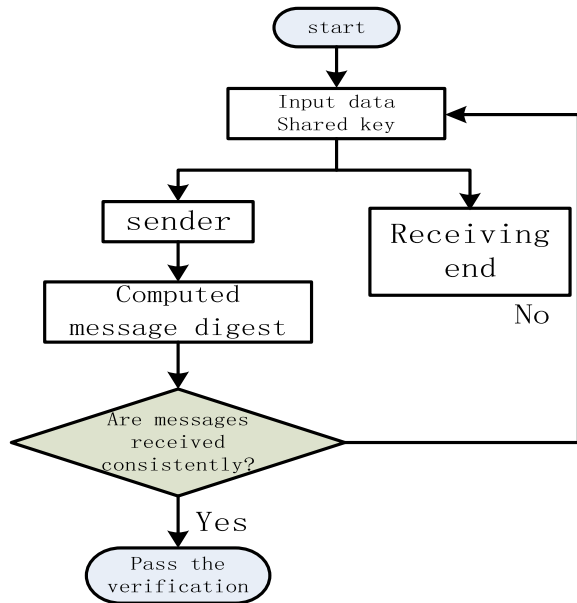 start
Input data
Shared key
sender
Receiving
end
Computed
message digest
No
Are messages
received
consistently?
Yes
Pass the
verification